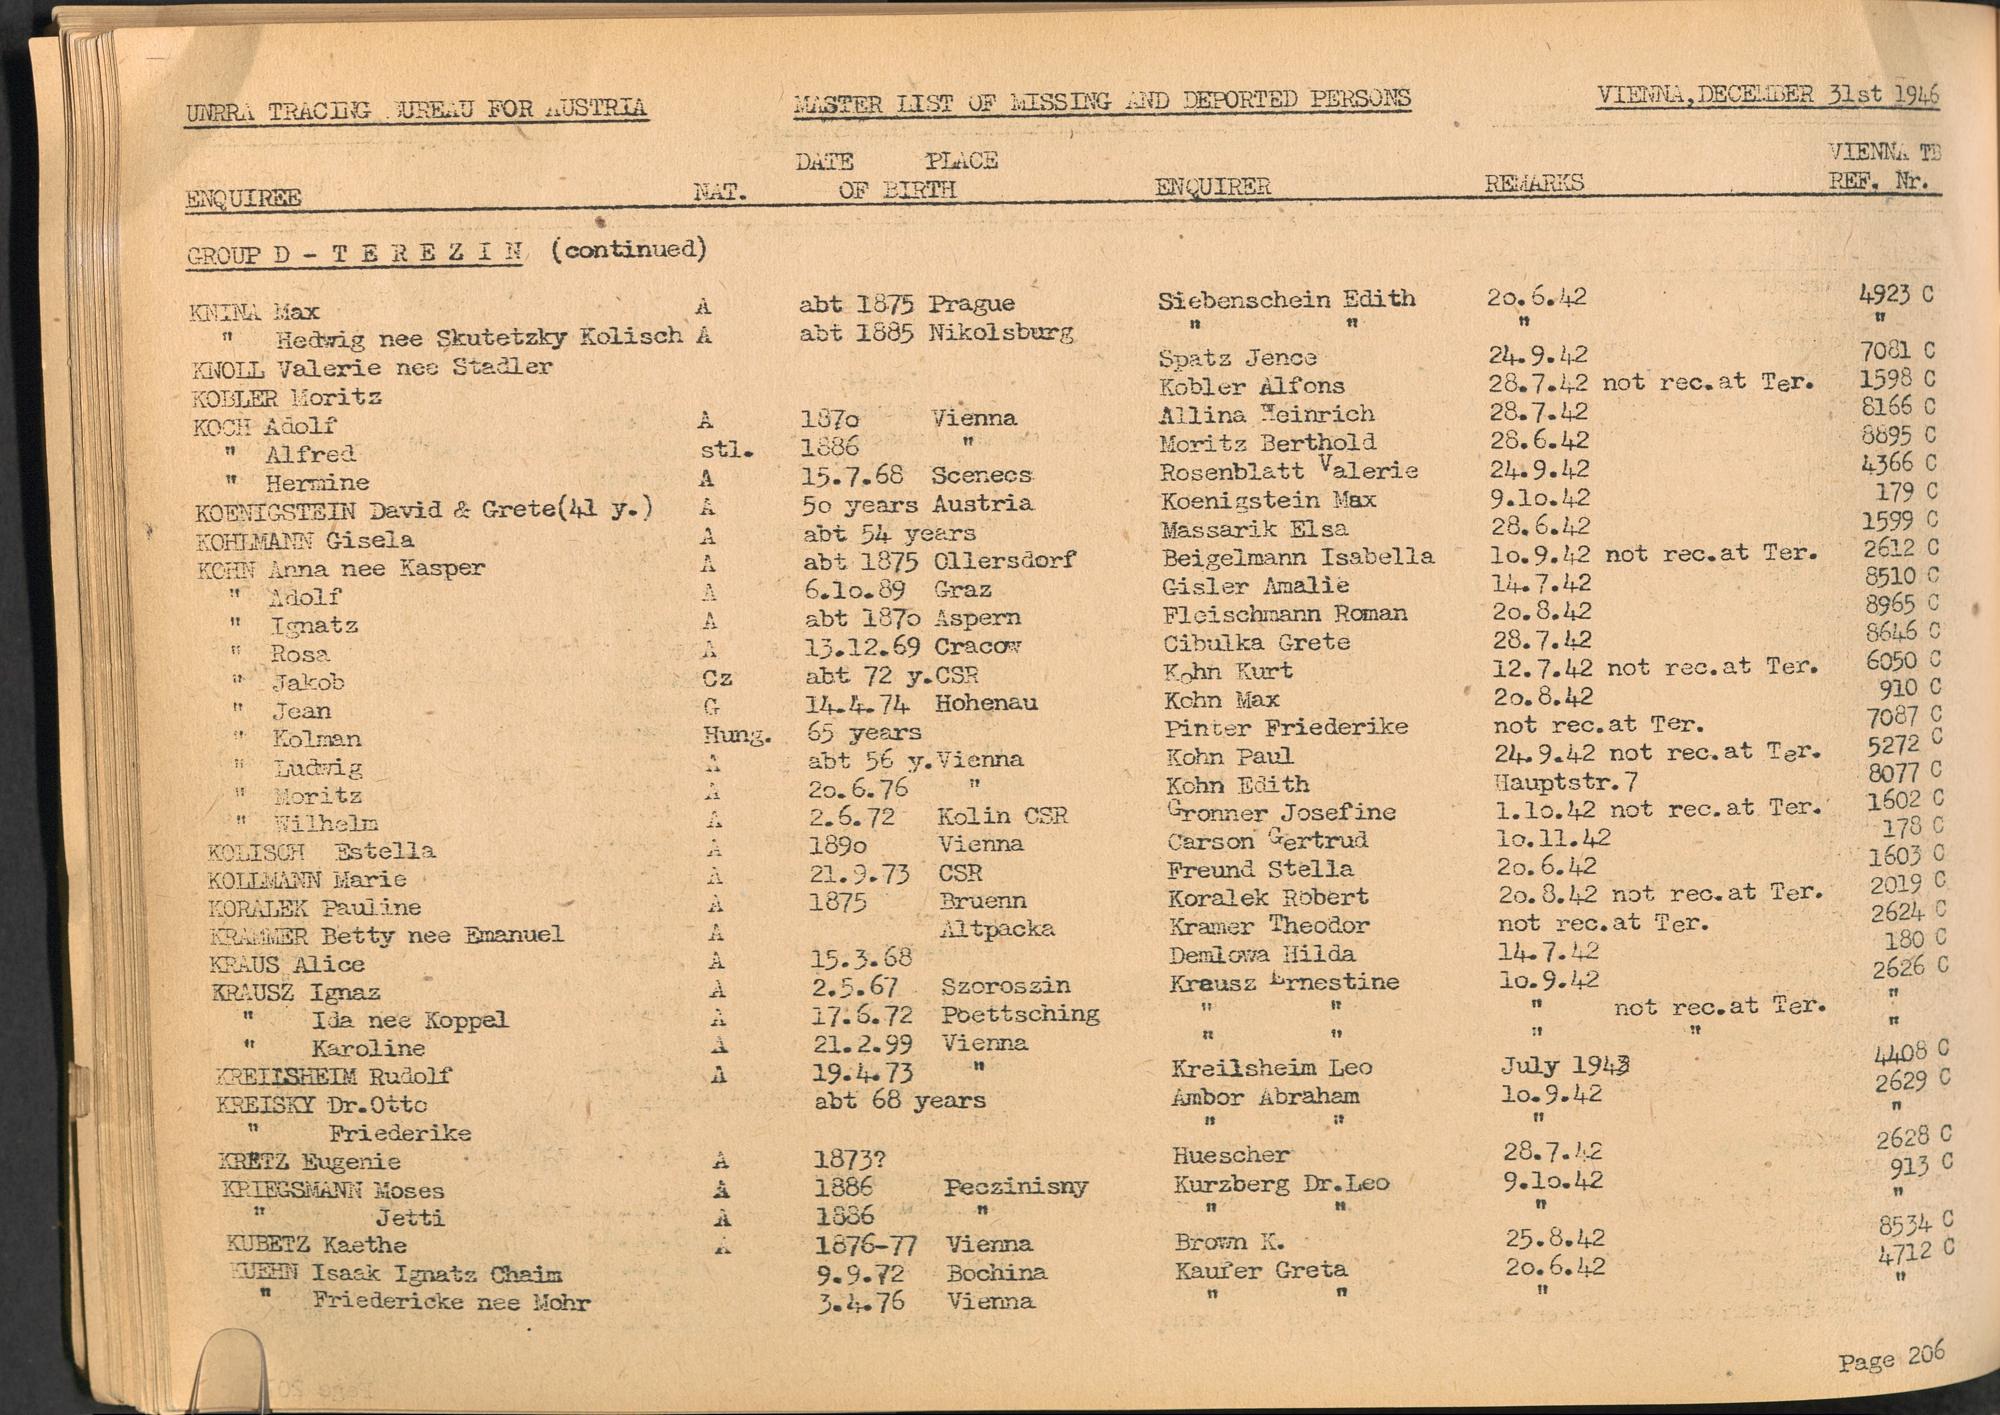 UNRRA TRACING BUREAU FOR AUSTRIA MASTER LIST OF MISSING AND DEPORTED PERSONS VIENNA, DECEMBER 31st 1946
DATE PLACE VIENNA TB
ENQUIREE NAT. OF BIRTH ENQUIRER REMARKS REF. Nr.
GROUP D - T E R E Z I N (continued)
KNINA Max A abt 1875 Prague Siebenschein Edith 20.6.42 4923 C
" Hedwig nee Skutetzky Kolisch A abt 1885 Nikolsburg " " " "
KNOLL Valerie nee Stadler Spatz Jence 24.9.42 7081 C
KOBLER Moritz Kobler Alfons 28.7.42 not rec.at Ter. 1598 C
KOCH Adolf A 1870 Vienna Allina Heinrich 28.7.42 8166 C
" Alfred stl. 1886 " Moritz Berthold 28.6.42 8895 C
" Hermine A 15.7.68 Scenecs Rosenblatt Valerie 24.9.42 4366 C
KOENIGSTEIN David & Grete(41 y.) A 50 years Austria Koenigstein Max 9.10.42 179 C
KOHLMANN Gisela A abt 54 years Massarik Elsa 28.6.42 1599 C
KOHN Anna nee Kasper A abt 1875 Ollersdorf Beigelmann Isabella 10.9.42 not rec.at Ter. 2612 C
" Adolf A 6.10.89 Graz Gisler Amalie 14.7.42 8510 C
" Ignatz A abt 1870 Aspern Fleischmann Roman 20.8.42 8965 C
" Rosa A 13.12.69 Cracow Cibulka Grete 28.7.42 8646 C
" Jakob Cz abt 72 y.CSR Kohn Kurt 12.7.42 not rec.at Ter. 6050 C
" Jean G 14.4.74 Hohenau Kohn Max 20.8.42 910 C
" Kolman Hung. 65 years Pinter Friederike not rec.at Ter. 7087 C
" Ludwig A abt 56 y.Vienna Kohn Paul 24.9.42 not rec.at Ter. 5272 C
" Moritz A 20.6.76 " Kohn Edith Hauptstr.7 8077 C
" Wilhelm A 2.6.72 Kolin CSR Gronner Josefine 1.10.42 not rec.at Ter. 1602 C
KOLISCH Estella A 1890 Vienna Carson Gertrud 10.11.42 178 C
KOLLMANN Marie A 21.9.73 CSR Freund Stella 20.6.42 1603 C
KORALEK Pauline A 1875 Bruenn Koralek Robert 20.8.42 not rec.at Ter. 2019 C
KRAMMER Betty nee Emanuel A Altpacka Kramer Theodor not rec.at Ter. 2624 C
KRAUS Alice A 15.3.68 Demlowa Hilda 14.7.42 180 C
KRAUSZ Ignaz A 2.5.67 Szoroszin Krausz Ernestine 10.9.42 2626 C
" Ida nee Koppel A 17.6.72 Poettsching " " " not rec.at Ter. "
" Karoline A 21.2.99 Vienna " " " " "
KREILSHEIM Rudolf A 19.4.73 " Kreilsheim Leo July 1943 4408 C
KREISKY Dr.Otto abt 68 years Ambor Abraham 10.9.42 2629 C
" Friederike " " " "
KRETZ Eugenie A 1873? Huescher 28.7.42 2628 C
KRIEGSMANN Moses A 1886 Peczinisny Kurzberg Dr.Leo 9.10.42 913 C
" Jetti A 1886 " " " " "
KUBETZ Kaethe A 1876-77 Vienna Brown K. 25.8.42 8534 C
KUEHN Isaak Ignatz Chaim 9.9.72 Bochina Kaufer Greta 20.6.42 4712 C
" Friedericke nee Mohr 3.4.76 Vienna " " " "
Page 206